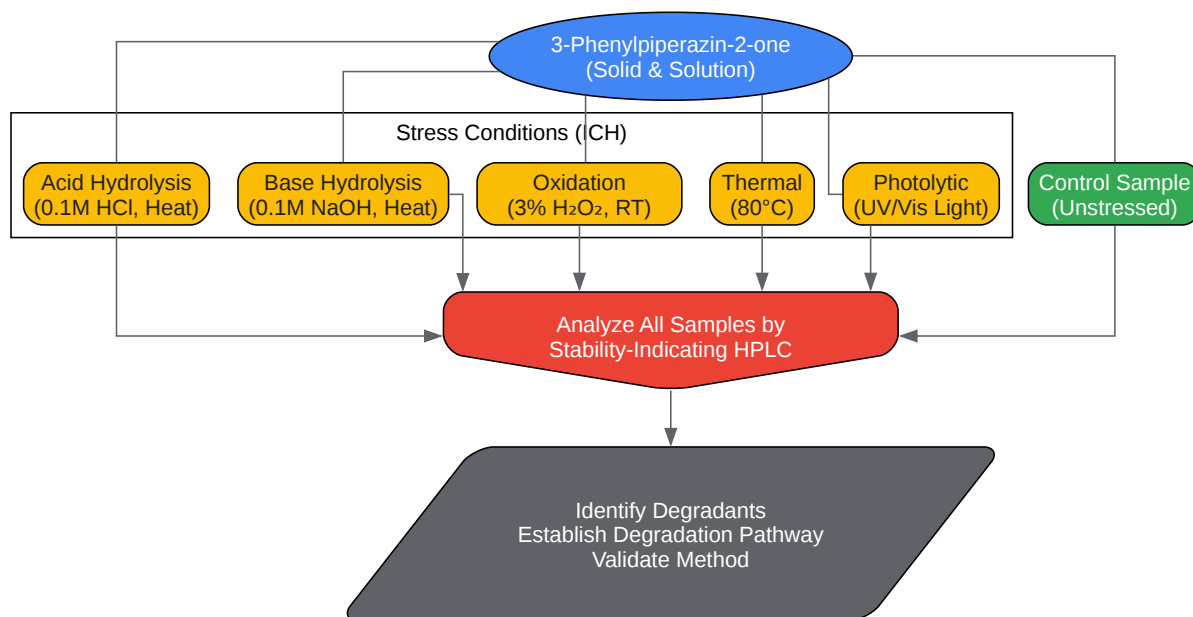 3-Phenylpiperazin-2-one
(Solid & Solution)
Stress Conditions (ICH)
Acid Hydrolysis
(0.1M HCl, Heat)
Base Hydrolysis
(0.1M NaOH, Heat)
Oxidation
(3% H₂O₂, RT)
Thermal
(80°C)
Photolytic
(UV/Vis Light)
Control Sample
(Unstressed)
Analyze All Samples by
Stability-Indicating HPLC
Identify Degradants
Establish Degradation Pathway
Validate Method